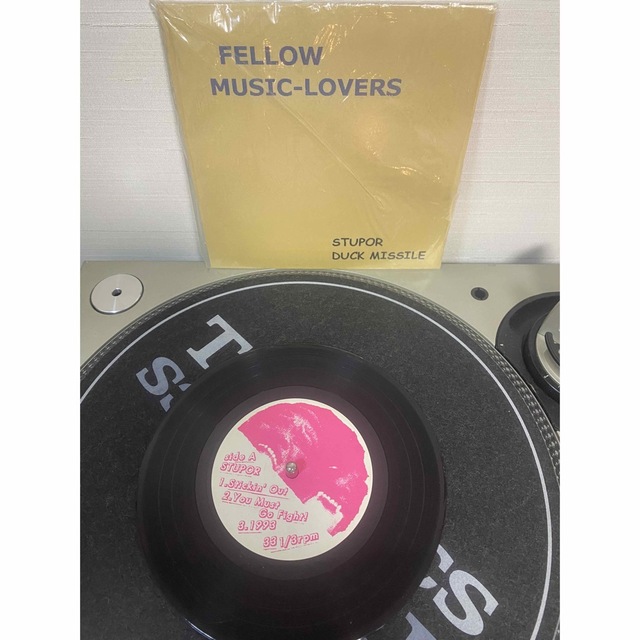 FELLOW
MUSIC-LOVERS
STUPOR
DUCK MISSILE
side A
STUPOR
1.Stickin' Out
2.You Must
Go Fight!
3.1998
33 1/3rpm